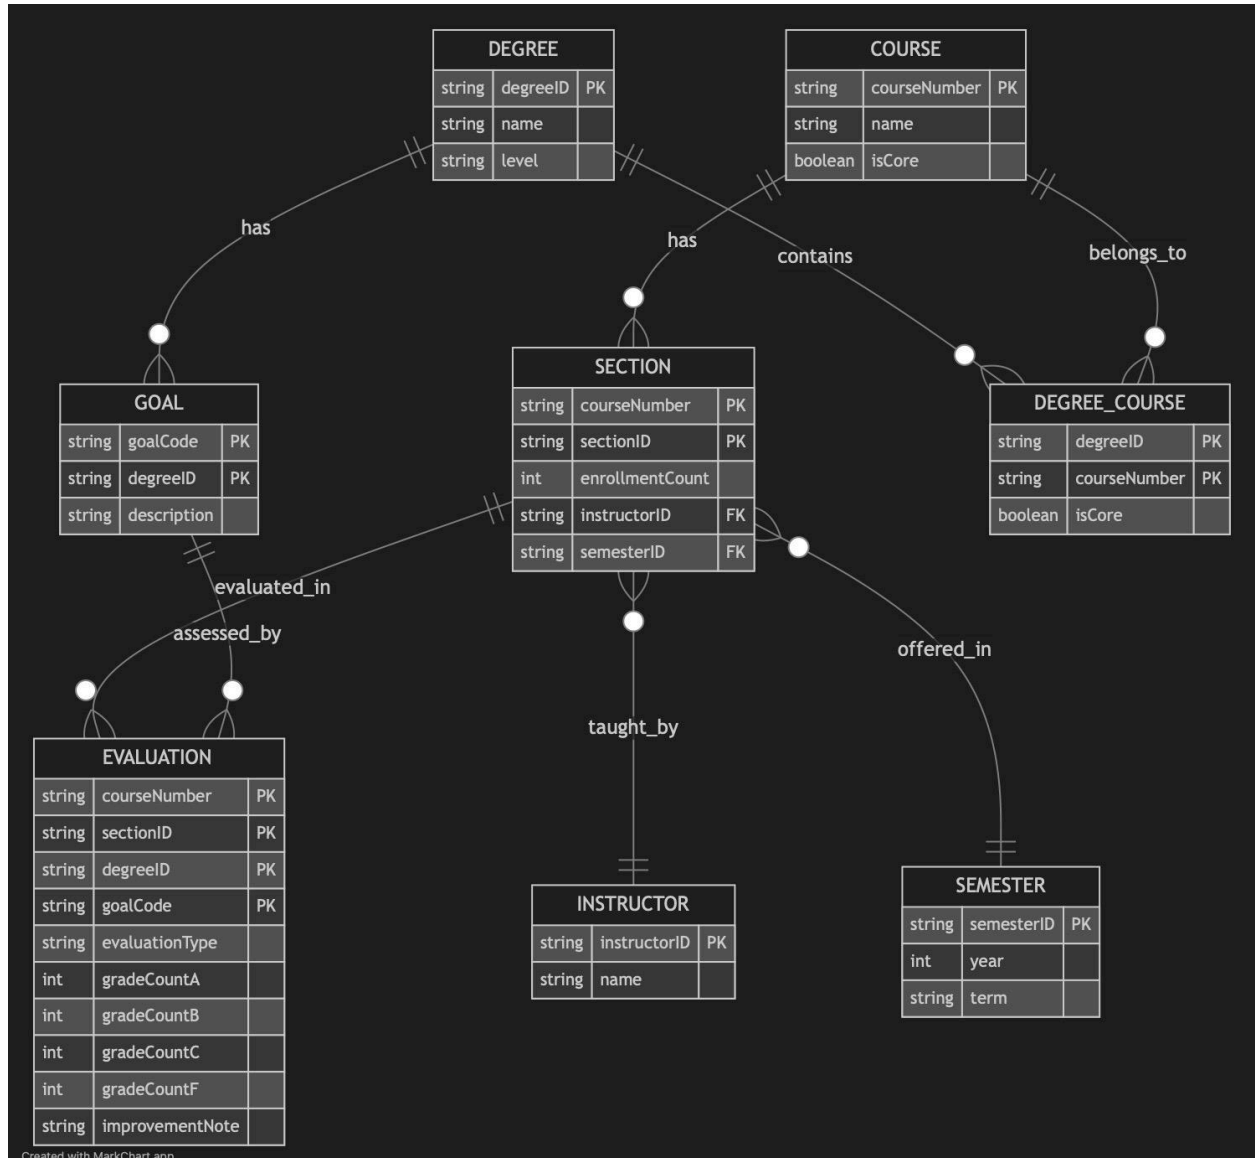 DEGREE
string degreeID PK
string name
string level
COURSE
string courseNumber PK
string name
boolean isCore
has
has
contains
belongs_to
GOAL
string goalCode PK
string degreeID PK
string description
SECTION
string courseNumber PK
string sectionID PK
int enrollmentCount
string instructorID FK
string semesterID FK
DEGREE_COURSE
string degreeID PK
string courseNumber PK
boolean isCore
evaluated_in
assessed_by
offered_in
taught_by
EVALUATION
string courseNumber PK
string sectionID PK
string degreeID PK
string goalCode PK
string evaluationType
int gradeCountA
int gradeCountB
int gradeCountC
int gradeCountF
string improvementNote
INSTRUCTOR
string instructorID PK
string name
SEMESTER
string semesterID PK
int year
string term
Created with MarkChart.app